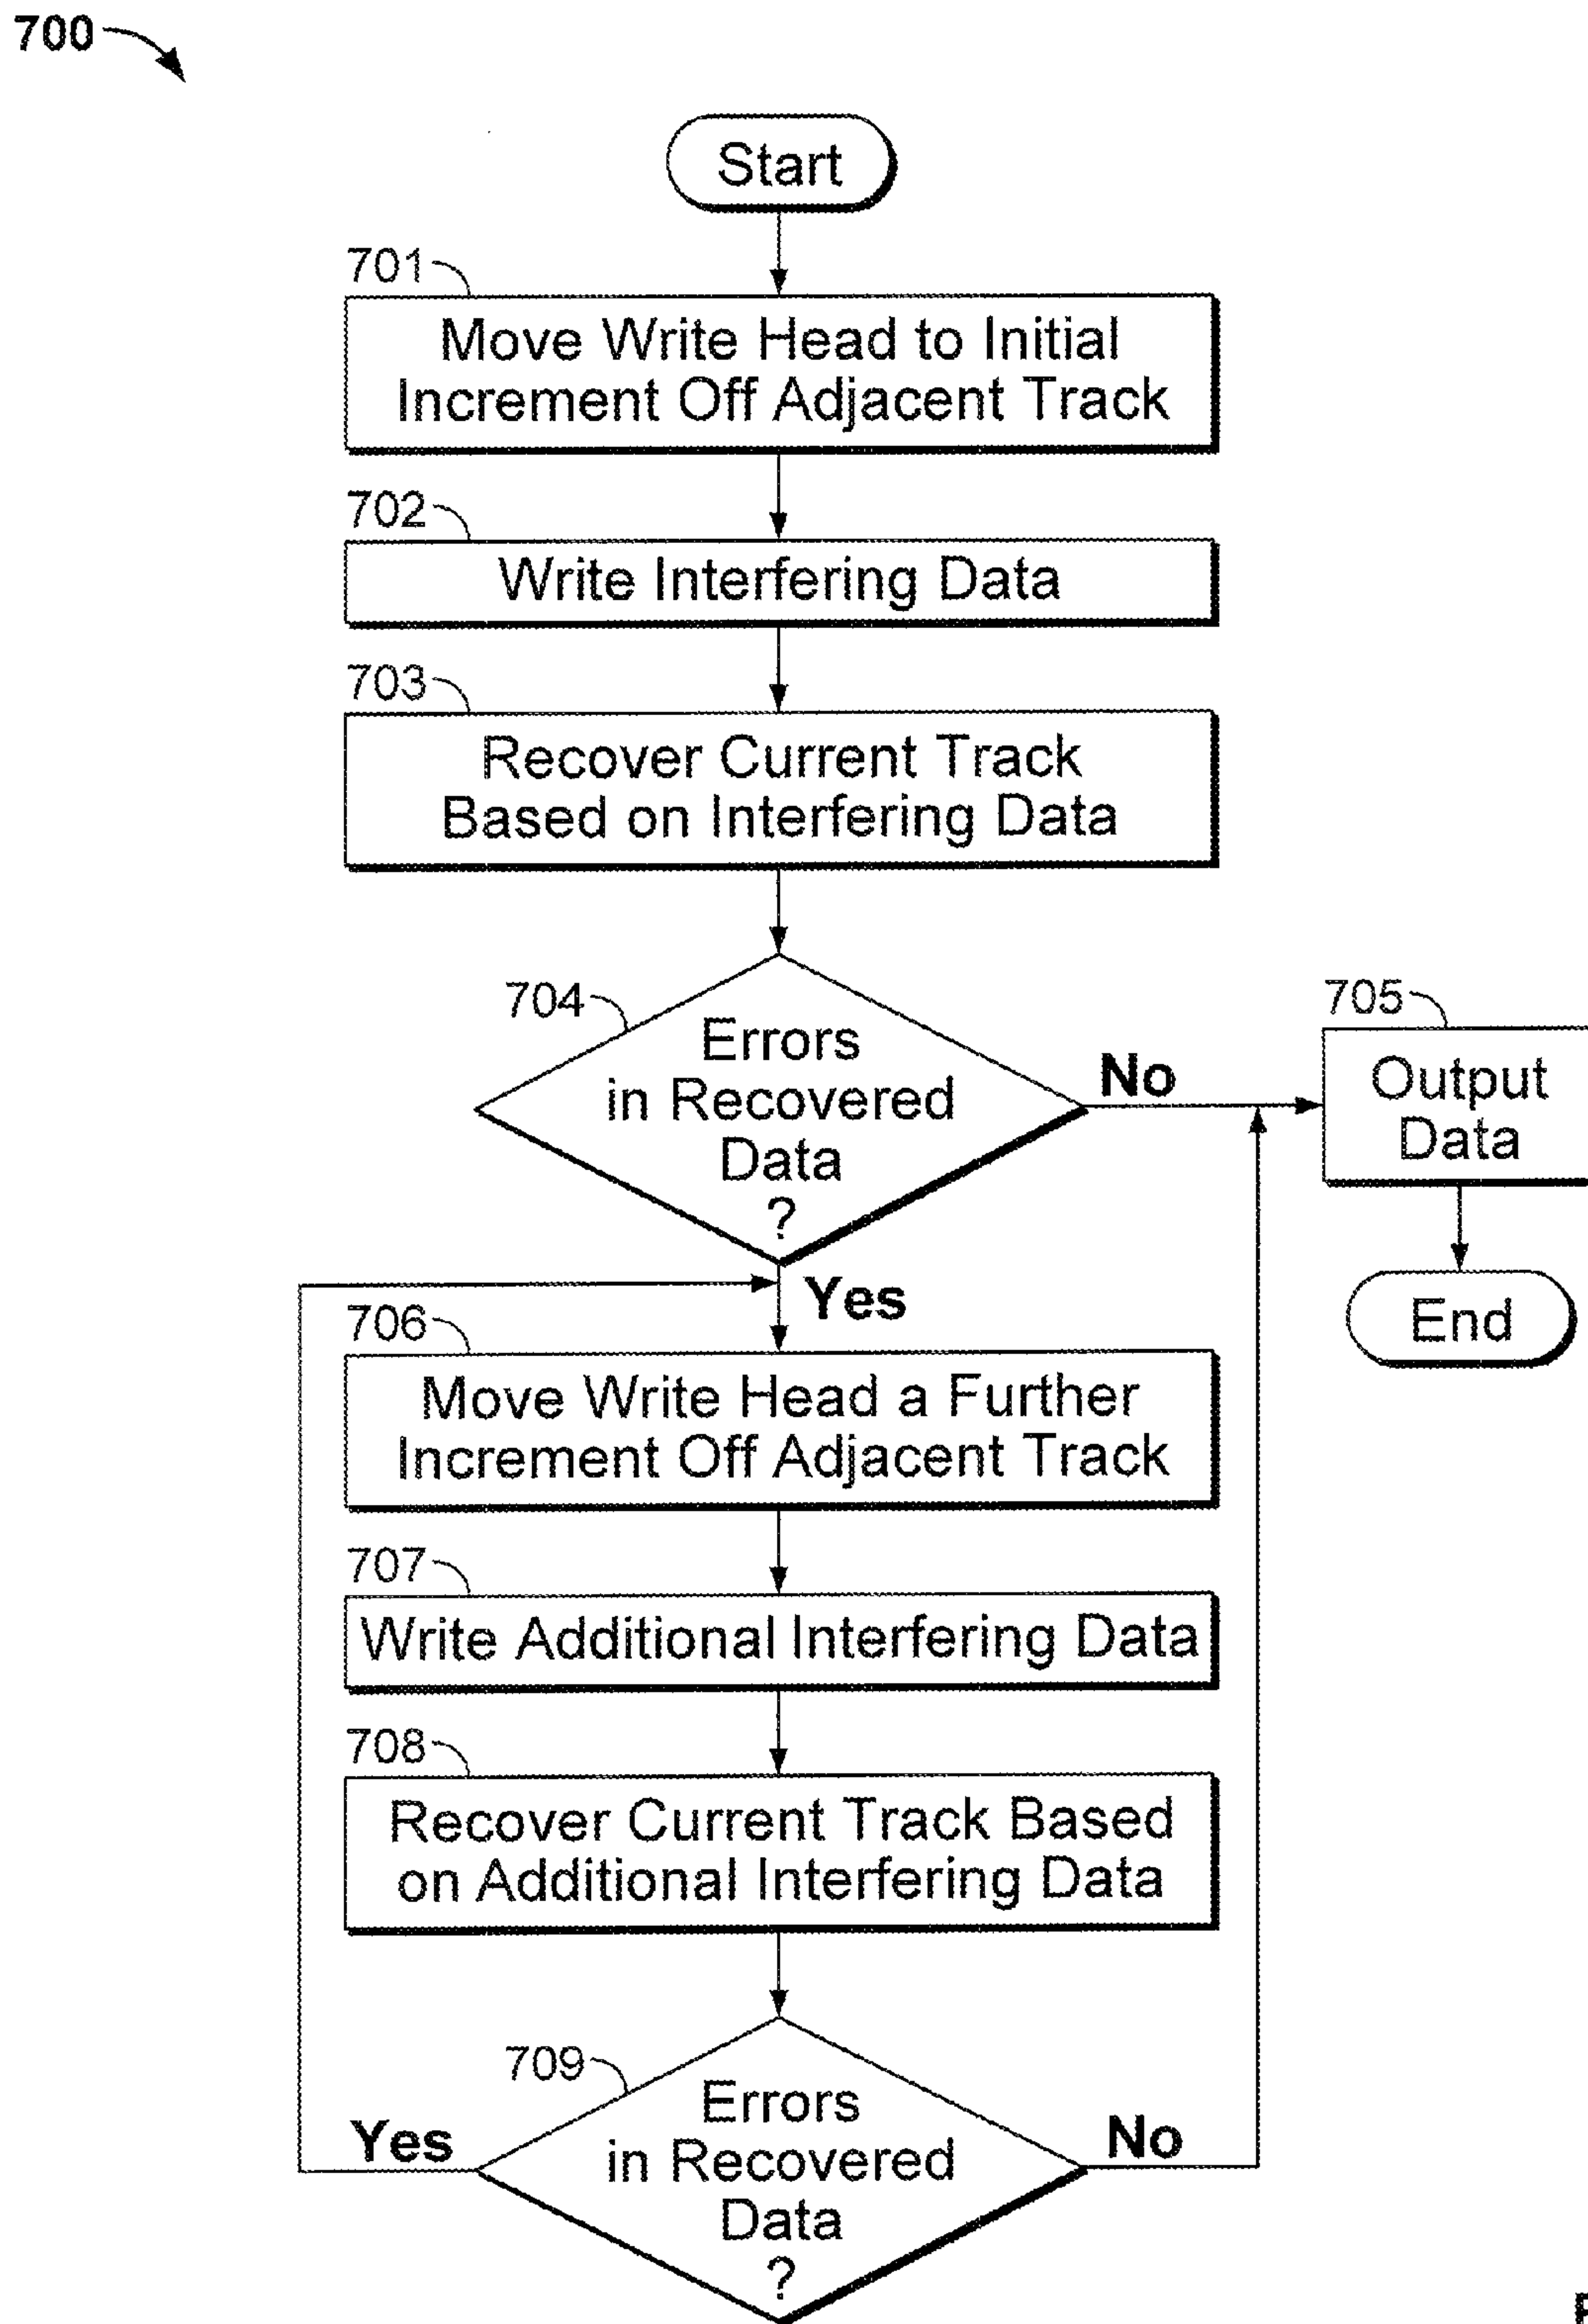 700
Start
701
Move Write Head to Initial
Increment Off Adjacent Track
702
Write Interfering Data
703
Recover Current Track
Based on Interfering Data
704
Errors
in Recovered
Data
?
No
705
Output
Data
End
Yes
706
Move Write Head a Further
Increment Off Adjacent Track
707
Write Additional Interfering Data
708
Recover Current Track Based
on Additional Interfering Data
709
Errors
in Recovered
Data
?
Yes
No